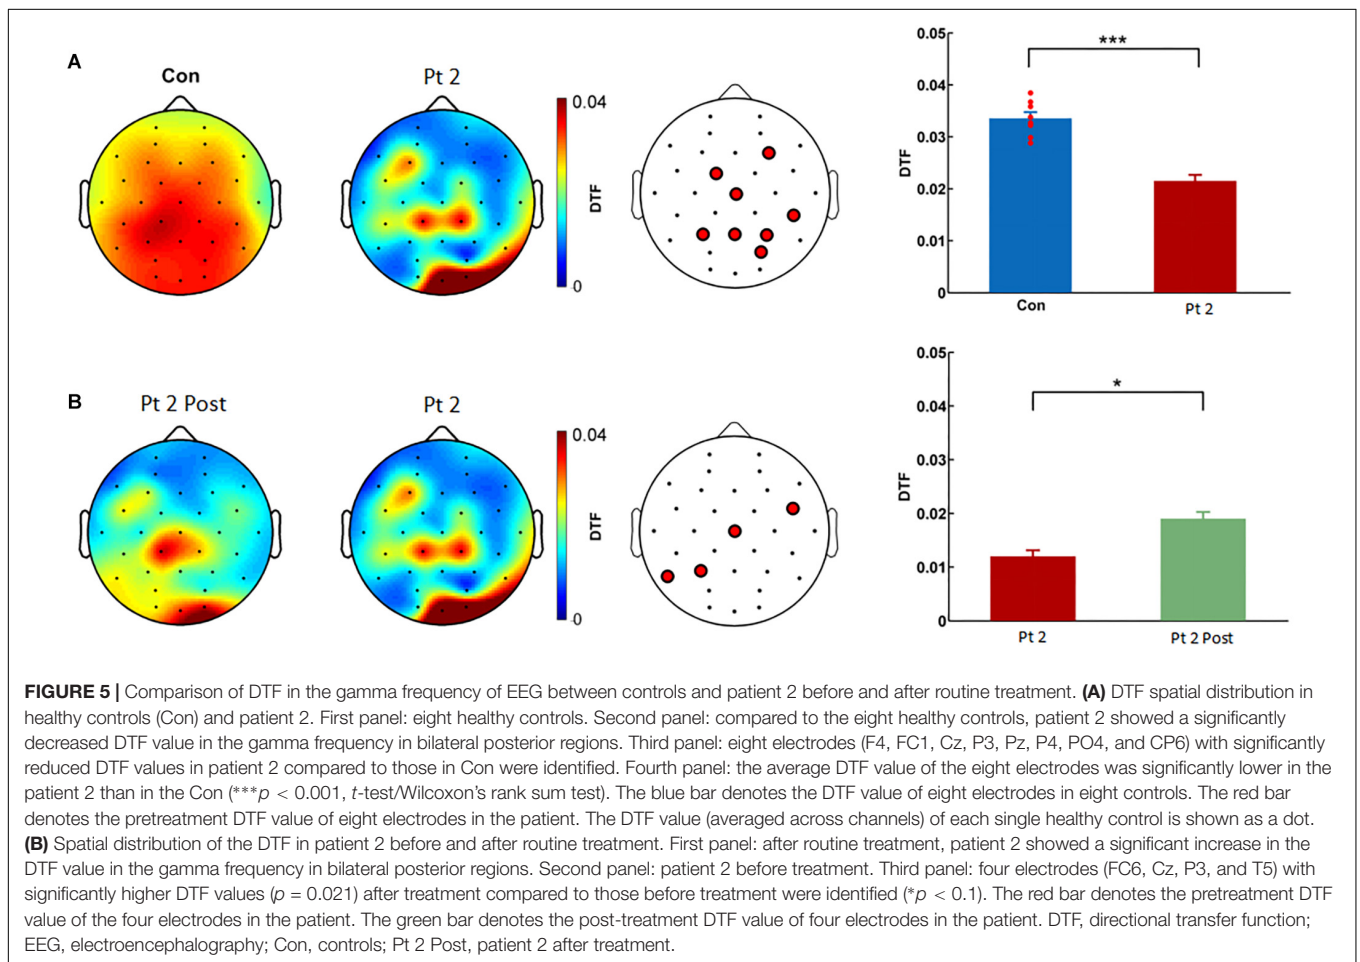 A
Con
Pt 2
0.04
DTF
0
0.05
0.04
0.03
0.02
0.01
0
DTF
***
Con
Pt 2
B
Pt 2 Post
Pt 2
0.04
DTF
0
0.05
0.04
0.03
0.02
0.01
0
DTF
*
Pt 2
Pt 2 Post
FIGURE 5 | Comparison of DTF in the gamma frequency of EEG between controls and patient 2 before and after routine treatment. (A) DTF spatial distribution in
healthy controls (Con) and patient 2. First panel: eight healthy controls. Second panel: compared to the eight healthy controls, patient 2 showed a significantly
decreased DTF value in the gamma frequency in bilateral posterior regions. Third panel: eight electrodes (F4, FC1, Cz, P3, Pz, P4, PO4, and CP6) with significantly
reduced DTF values in patient 2 compared to those in Con were identified. Fourth panel: the average DTF value of the eight electrodes was significantly lower in the
patient 2 than in the Con (***p < 0.001, t-test/Wilcoxon's rank sum test). The blue bar denotes the DTF value of eight electrodes in eight controls. The red bar
denotes the pretreatment DTF value of eight electrodes in the patient. The DTF value (averaged across channels) of each single healthy control is shown as a dot.
(B) Spatial distribution of the DTF in patient 2 before and after routine treatment. First panel: after routine treatment, patient 2 showed a significant increase in the
DTF value in the gamma frequency in bilateral posterior regions. Second panel: patient 2 before treatment. Third panel: four electrodes (FC6, Cz, P3, and T5) with
significantly higher DTF values (p = 0.021) after treatment compared to those before treatment were identified (*p < 0.1). The red bar denotes the pretreatment DTF
value of the four electrodes in the patient. The green bar denotes the post-treatment DTF value of four electrodes in the patient. DTF, directional transfer function;
EEG, electroencephalography; Con, controls; Pt 2 Post, patient 2 after treatment.